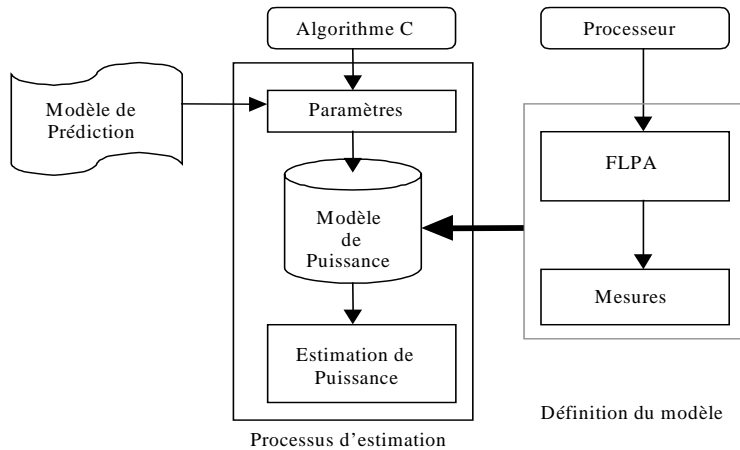 Algorithme C
Processeur
Modèle de
Prédiction
Paramètres
FLPA
Modèle
de
Puissance
Mesures
Estimation de
Puissance
Définition du modèle
Processus d’estimation